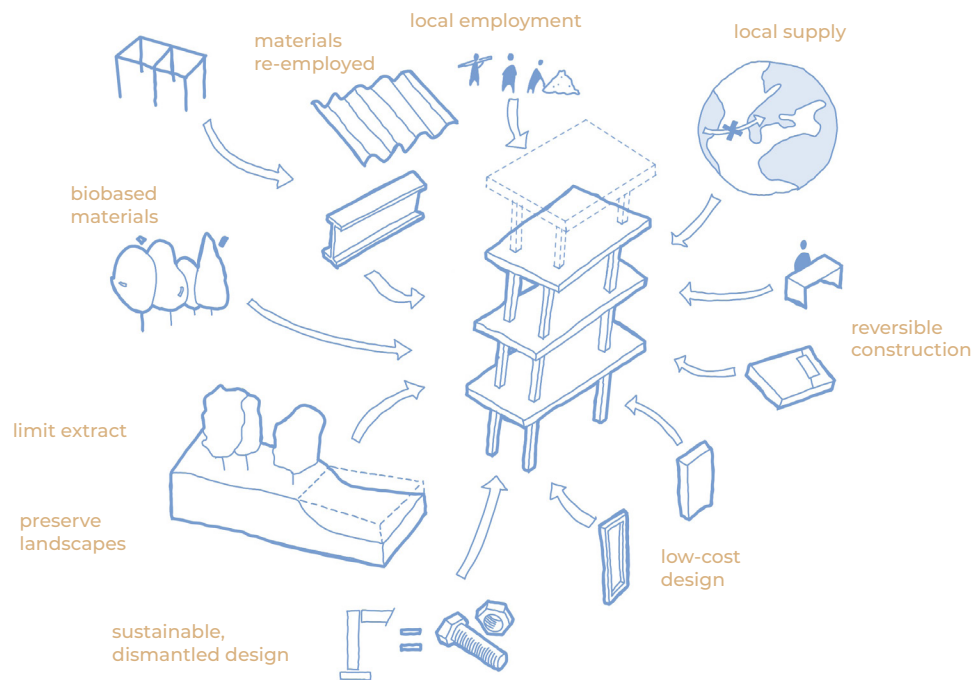 local employment
materials
re-employed
local supply
biobased
materials
reversible
construction
limit extract
preserve
landscapes
low-cost
design
sustainable,
dismantled design